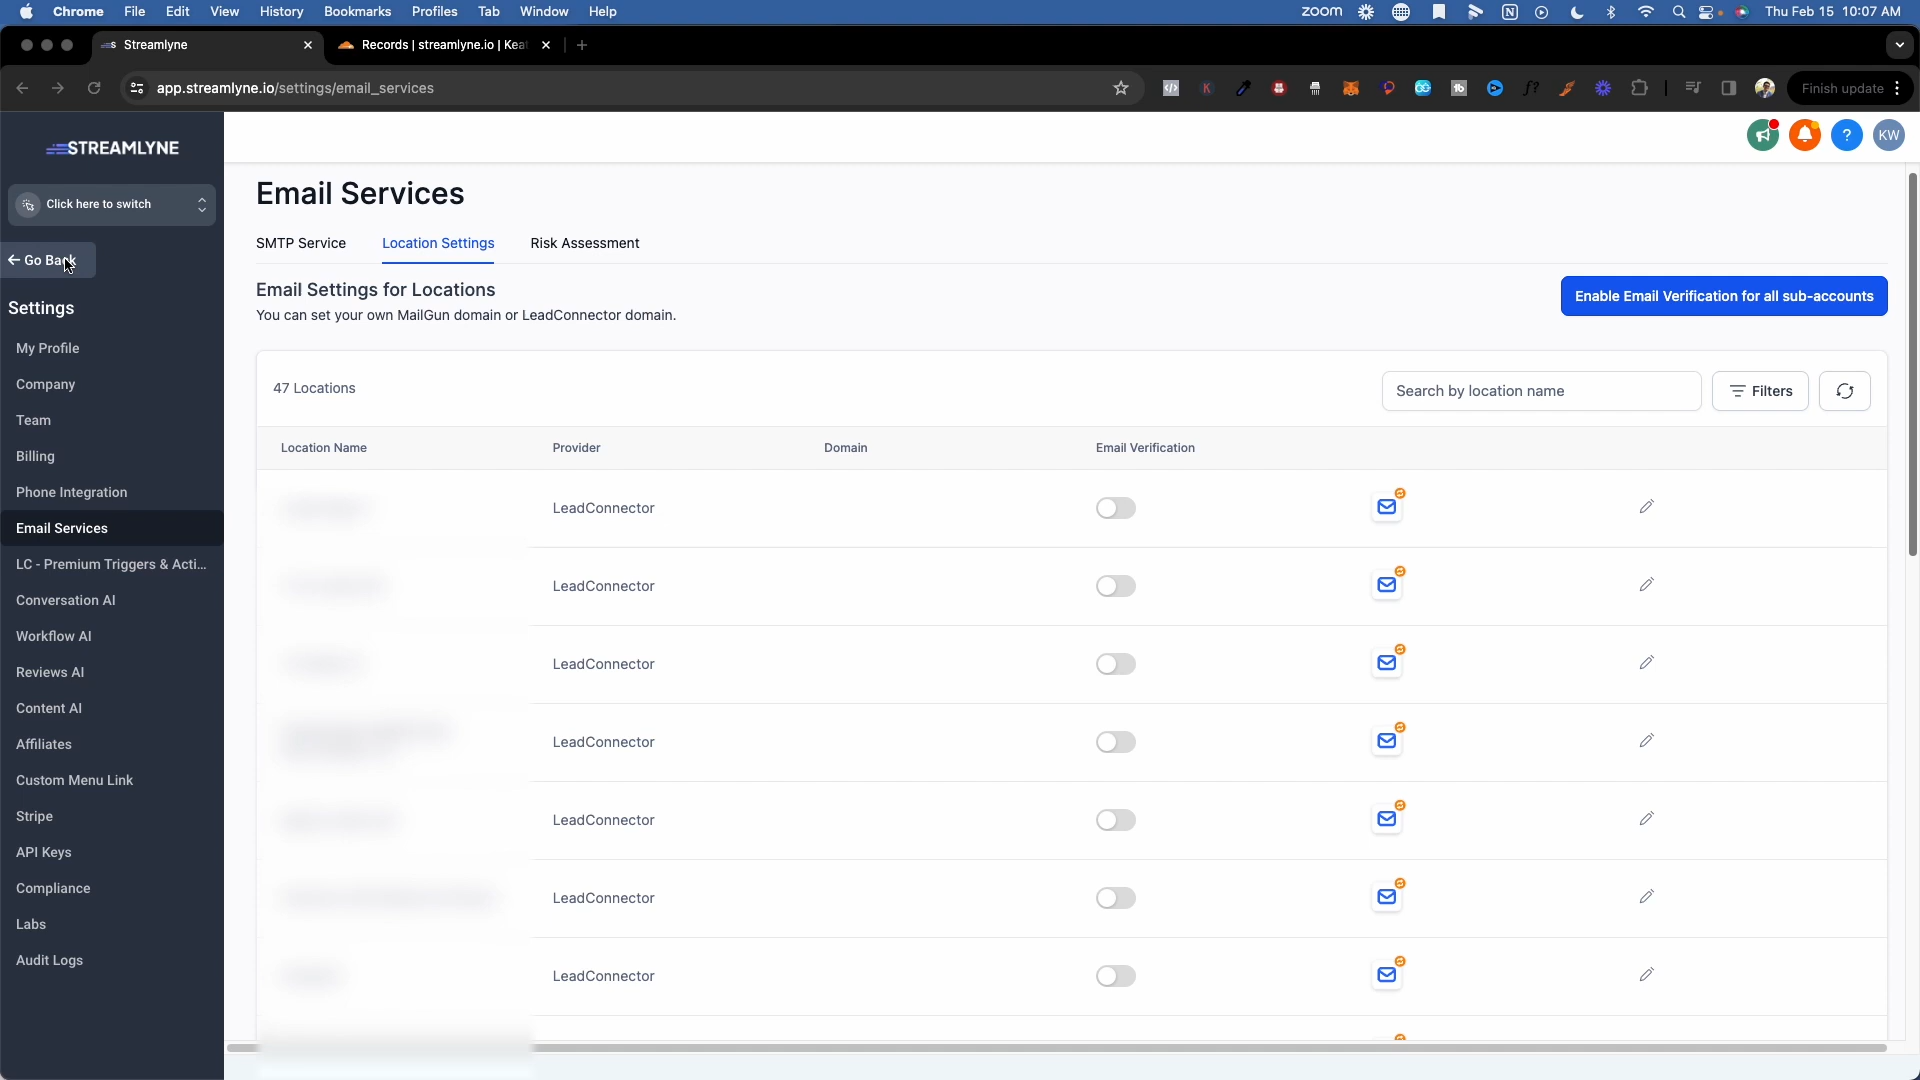 Chrome File Edit View History Bookmarks Profiles Tab Window Help zoom Thu Feb 15 10:07 AM
Streamlyne Records | streamlyne.io | Keat
app.streamlyne.io/settings/email_services Finish update
STREAMLYNE
KW
Click here to switch
Go Back
Settings
My Profile
Company
Team
Billing
Phone Integration
Email Services
LC - Premium Triggers & Acti...
Conversation AI
Workflow AI
Reviews AI
Content AI
Affiliates
Custom Menu Link
Stripe
API Keys
Compliance
Labs
Audit Logs
Email Services
SMTP Service Location Settings Risk Assessment
Email Settings for Locations
You can set your own MailGun domain or LeadConnector domain.
Enable Email Verification for all sub-accounts
47 Locations
Search by location name
Filters
Location Name Provider Domain Email Verification
LeadConnector
LeadConnector
LeadConnector
LeadConnector
LeadConnector
LeadConnector
LeadConnector